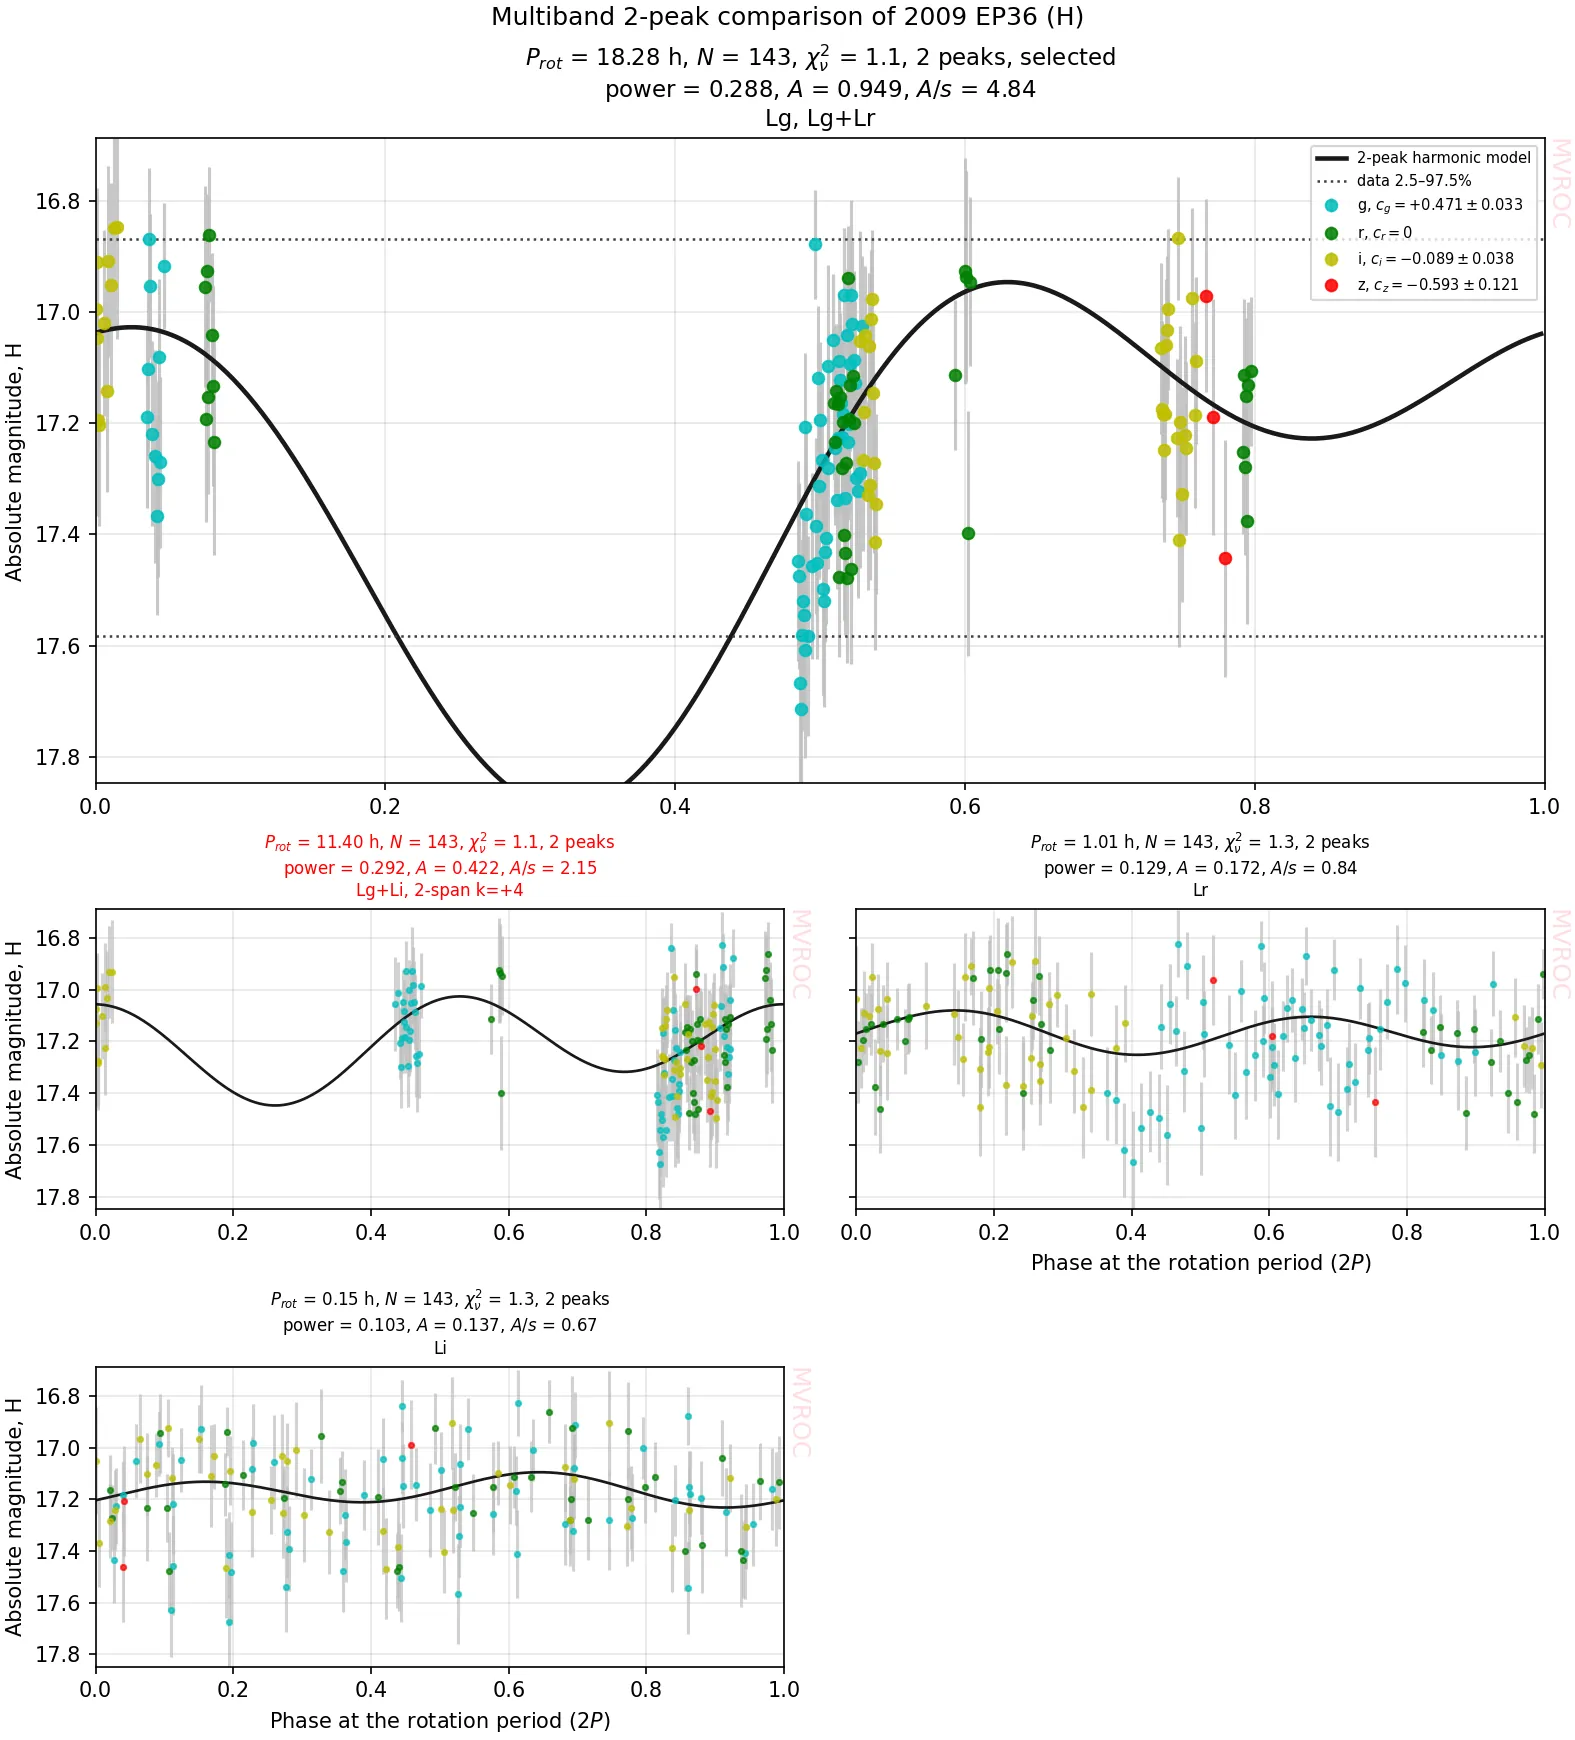 Multiband 2-peak comparison of 2009 EP36 (H)
P_rot = 18.28 h, N = 143, χ²_ν = 1.1, 2 peaks, selected
power = 0.288, A = 0.949, A/s = 4.84
Lg, Lg+Lr
Absolute magnitude, H
16.8
17.0
17.2
17.4
17.6
17.8
0.0 0.2 0.4 0.6 0.8 1.0
2-peak harmonic model
data 2.5–97.5%
g, c_g = +0.471 ± 0.033
r, c_r = 0
i, c_i = −0.089 ± 0.038
z, c_z = −0.593 ± 0.121
MVROC
P_rot = 11.40 h, N = 143, χ²_ν = 1.1, 2 peaks
power = 0.292, A = 0.422, A/s = 2.15
Lg+Li, 2-span k=+4
Absolute magnitude, H
16.8
17.0
17.2
17.4
17.6
17.8
0.0 0.2 0.4 0.6 0.8 1.0
MVROC
P_rot = 1.01 h, N = 143, χ²_ν = 1.3, 2 peaks
power = 0.129, A = 0.172, A/s = 0.84
Lr
0.0 0.2 0.4 0.6 0.8 1.0
Phase at the rotation period (2P)
MVROC
P_rot = 0.15 h, N = 143, χ²_ν = 1.3, 2 peaks
power = 0.103, A = 0.137, A/s = 0.67
Li
Absolute magnitude, H
16.8
17.0
17.2
17.4
17.6
17.8
0.0 0.2 0.4 0.6 0.8 1.0
Phase at the rotation period (2P)
MVROC